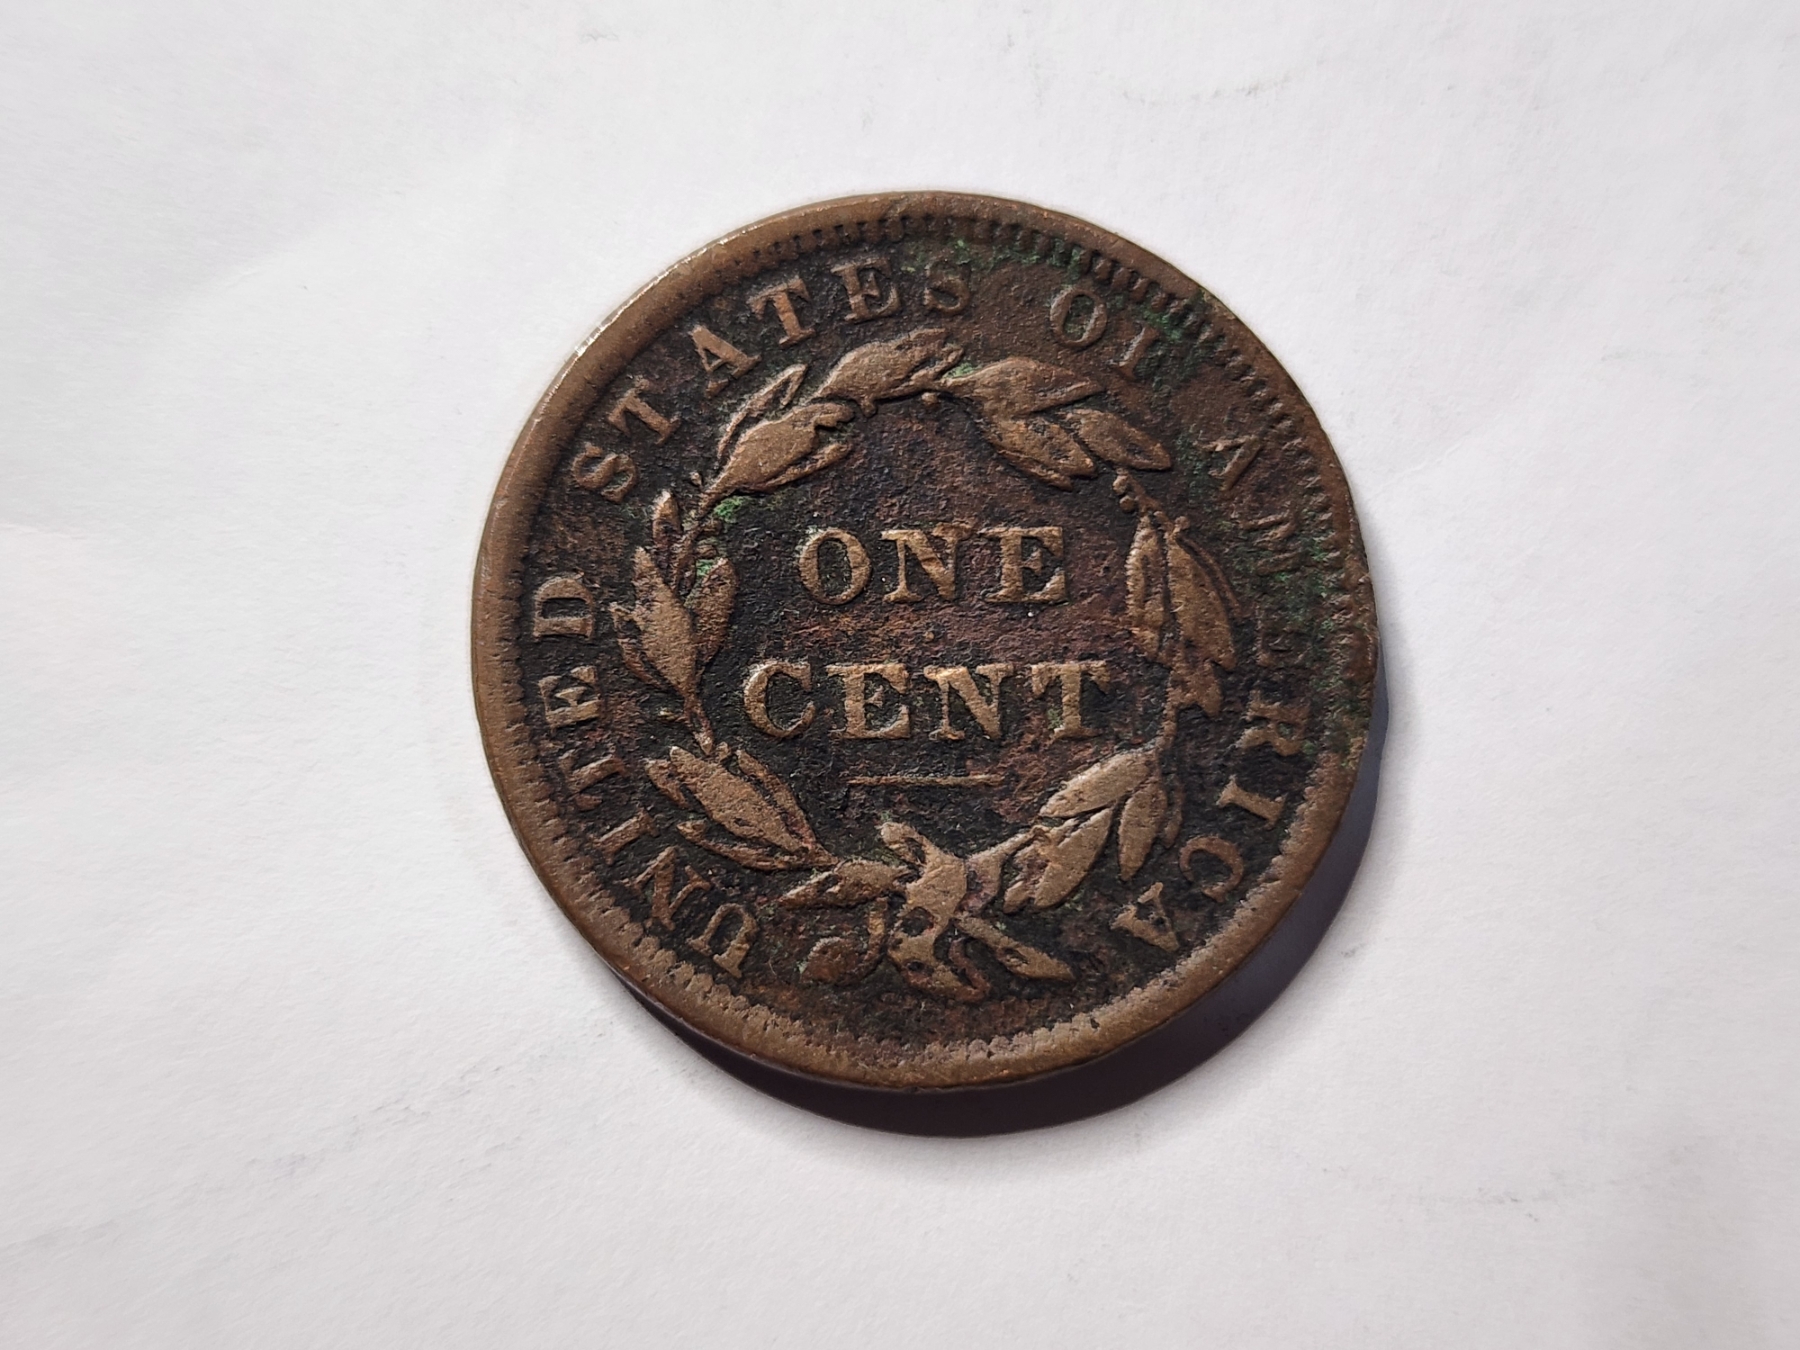 UNITED STATES OF AMERICA
ONE
CENT